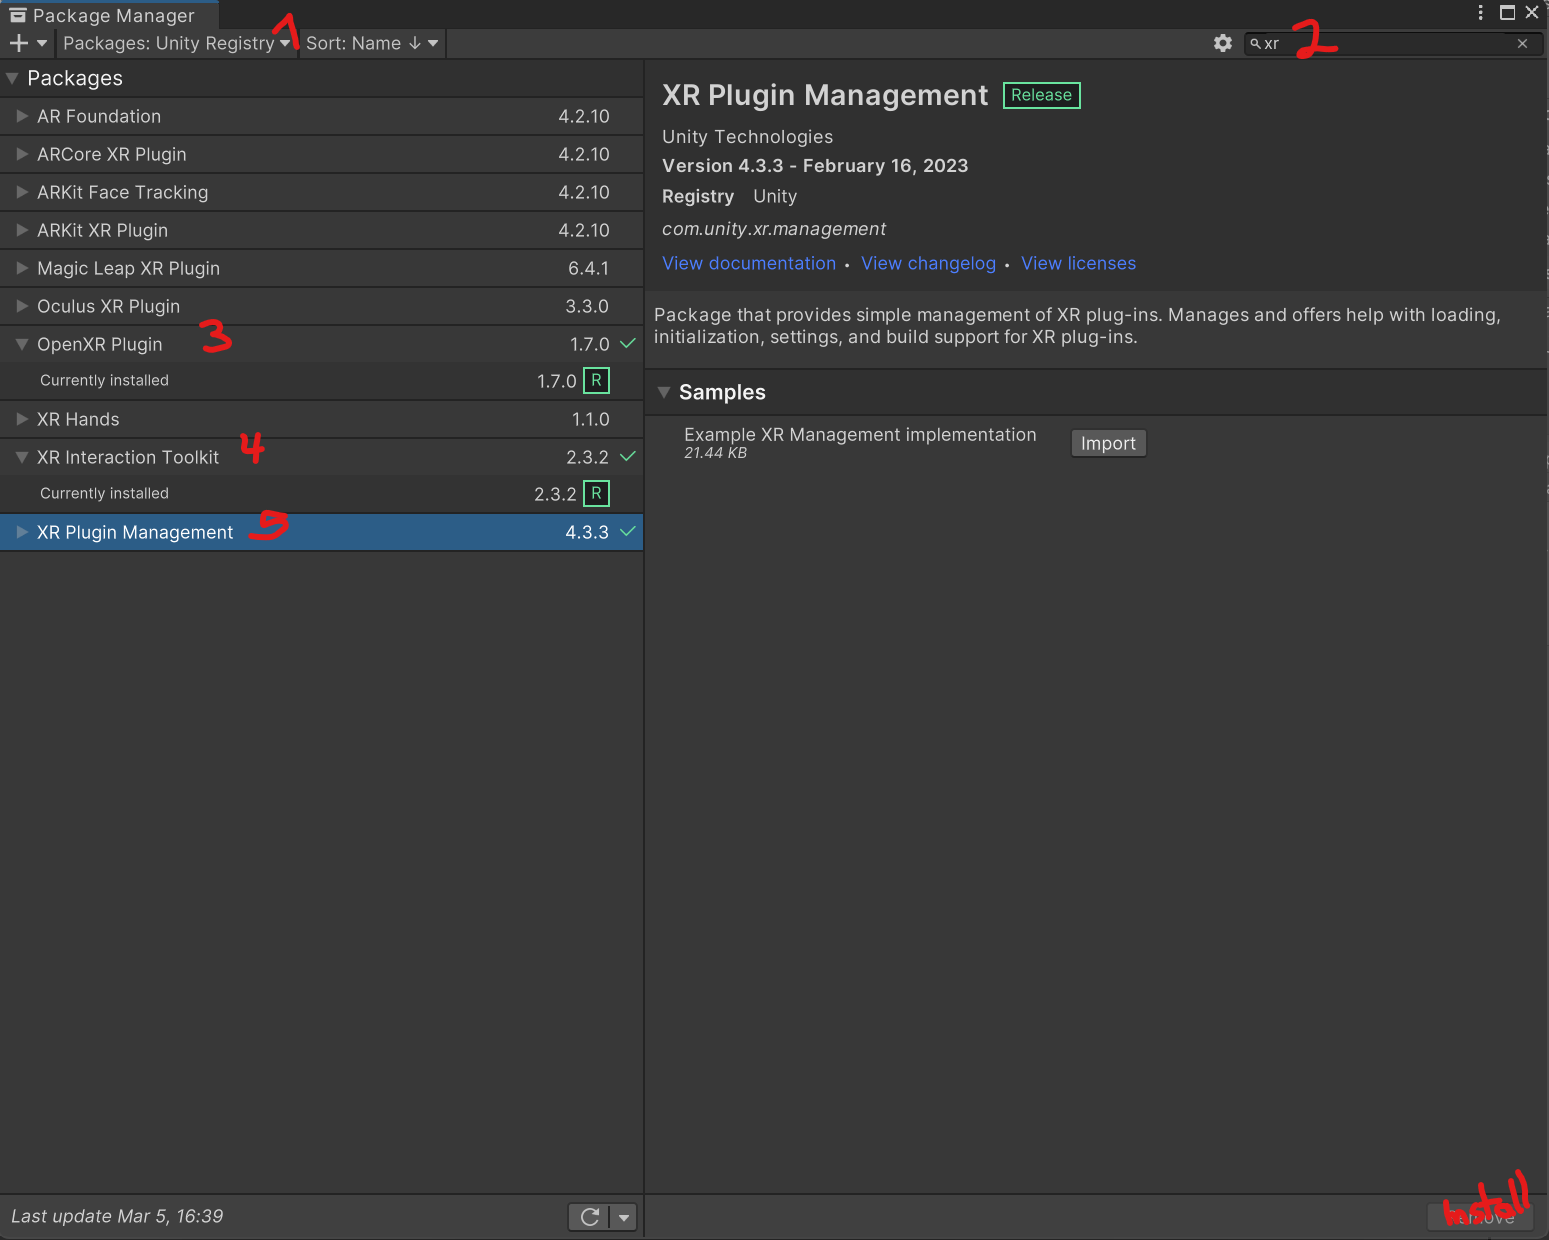 Package Manager
1
Packages: Unity Registry Sort: Name ↓ xr 2
Packages
AR Foundation 4.2.10
ARCore XR Plugin 4.2.10
ARKit Face Tracking 4.2.10
ARKit XR Plugin 4.2.10
Magic Leap XR Plugin 6.4.1
Oculus XR Plugin 3.3.0
3
OpenXR Plugin 1.7.0
Currently installed 1.7.0 R
XR Hands 1.1.0
4
XR Interaction Toolkit 2.3.2
Currently installed 2.3.2 R
XR Plugin Management 5 4.3.3
Last update Mar 5, 16:39
XR Plugin Management Release
Unity Technologies
Version 4.3.3 - February 16, 2023
Registry Unity
com.unity.xr.management
View documentation • View changelog • View licenses
Package that provides simple management of XR plug-ins. Manages and offers help with loading,
initialization, settings, and build support for XR plug-ins.
Samples
Example XR Management implementation Import
21.44 KB
Install
Remove